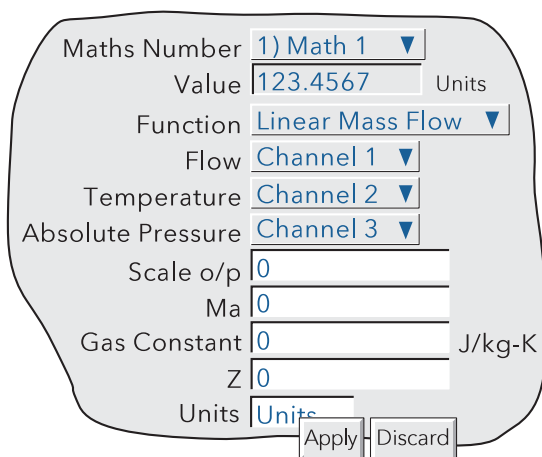 Maths Number 1) Math 1
Value 123.4567 Units
Function Linear Mass Flow
Flow Channel 1
Temperature Channel 2
Absolute Pressure Channel 3
Scale o/p 0
Ma 0
Gas Constant 0 J/kg-K
Z 0
Units Units
Apply Discard